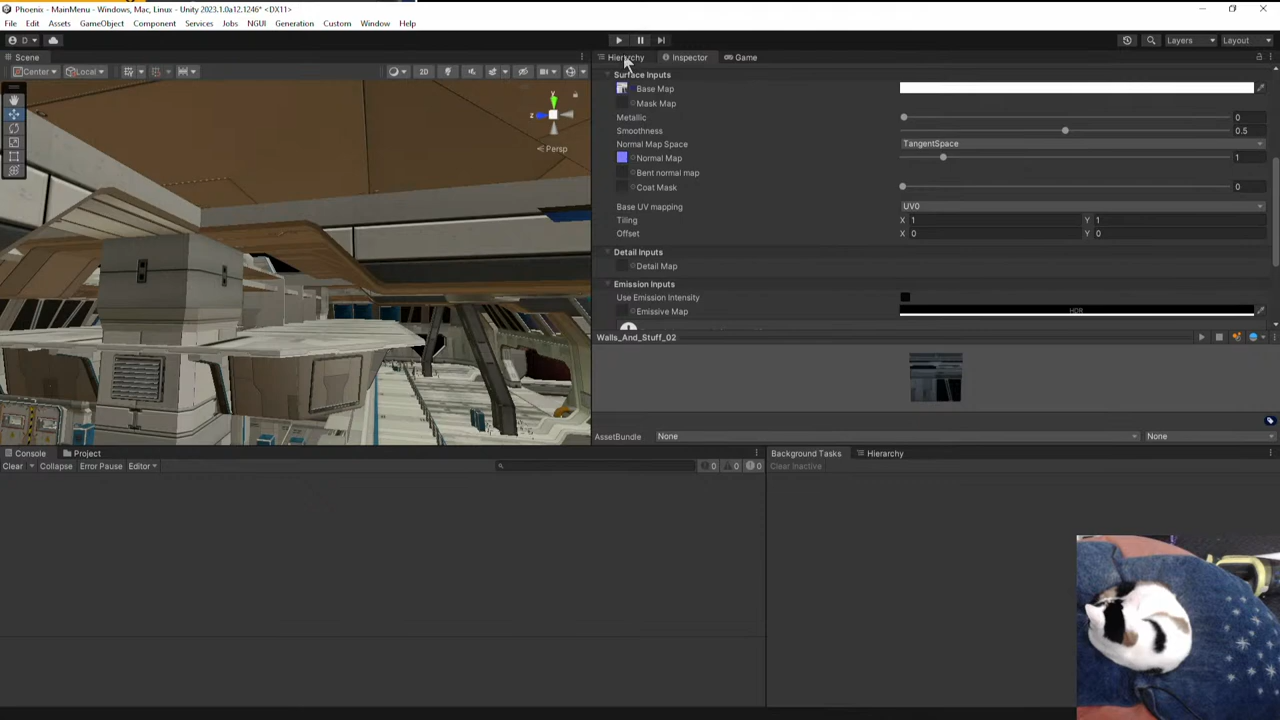 Phoenix - MainMenu - Windows, Mac, Linux - Unity 2023.1.0a12.1246* <DX11>
File Edit Assets GameObject Component Services Jobs NGUI Generation Custom Window Help
D Layers Layout
Scene
Hierarchy Inspector Game
Center Local 2D
y
z
Persp
Surface Inputs
Base Map
Mask Map
Metallic 0
Smoothness 0.5
Normal Map Space TangentSpace
Normal Map 1
Bent normal map
Coat Mask 0
Base UV mapping UV0
Tiling X 1 Y 1
Offset X 0 Y 0
Detail Inputs
Detail Map
Emission Inputs
Use Emission Intensity
Emissive Map HDR
Walls_And_Stuff_02
AssetBundle None None
Console Project
Clear Collapse Error Pause Editor 0 0 0
Background Tasks Hierarchy
Clear Inactive